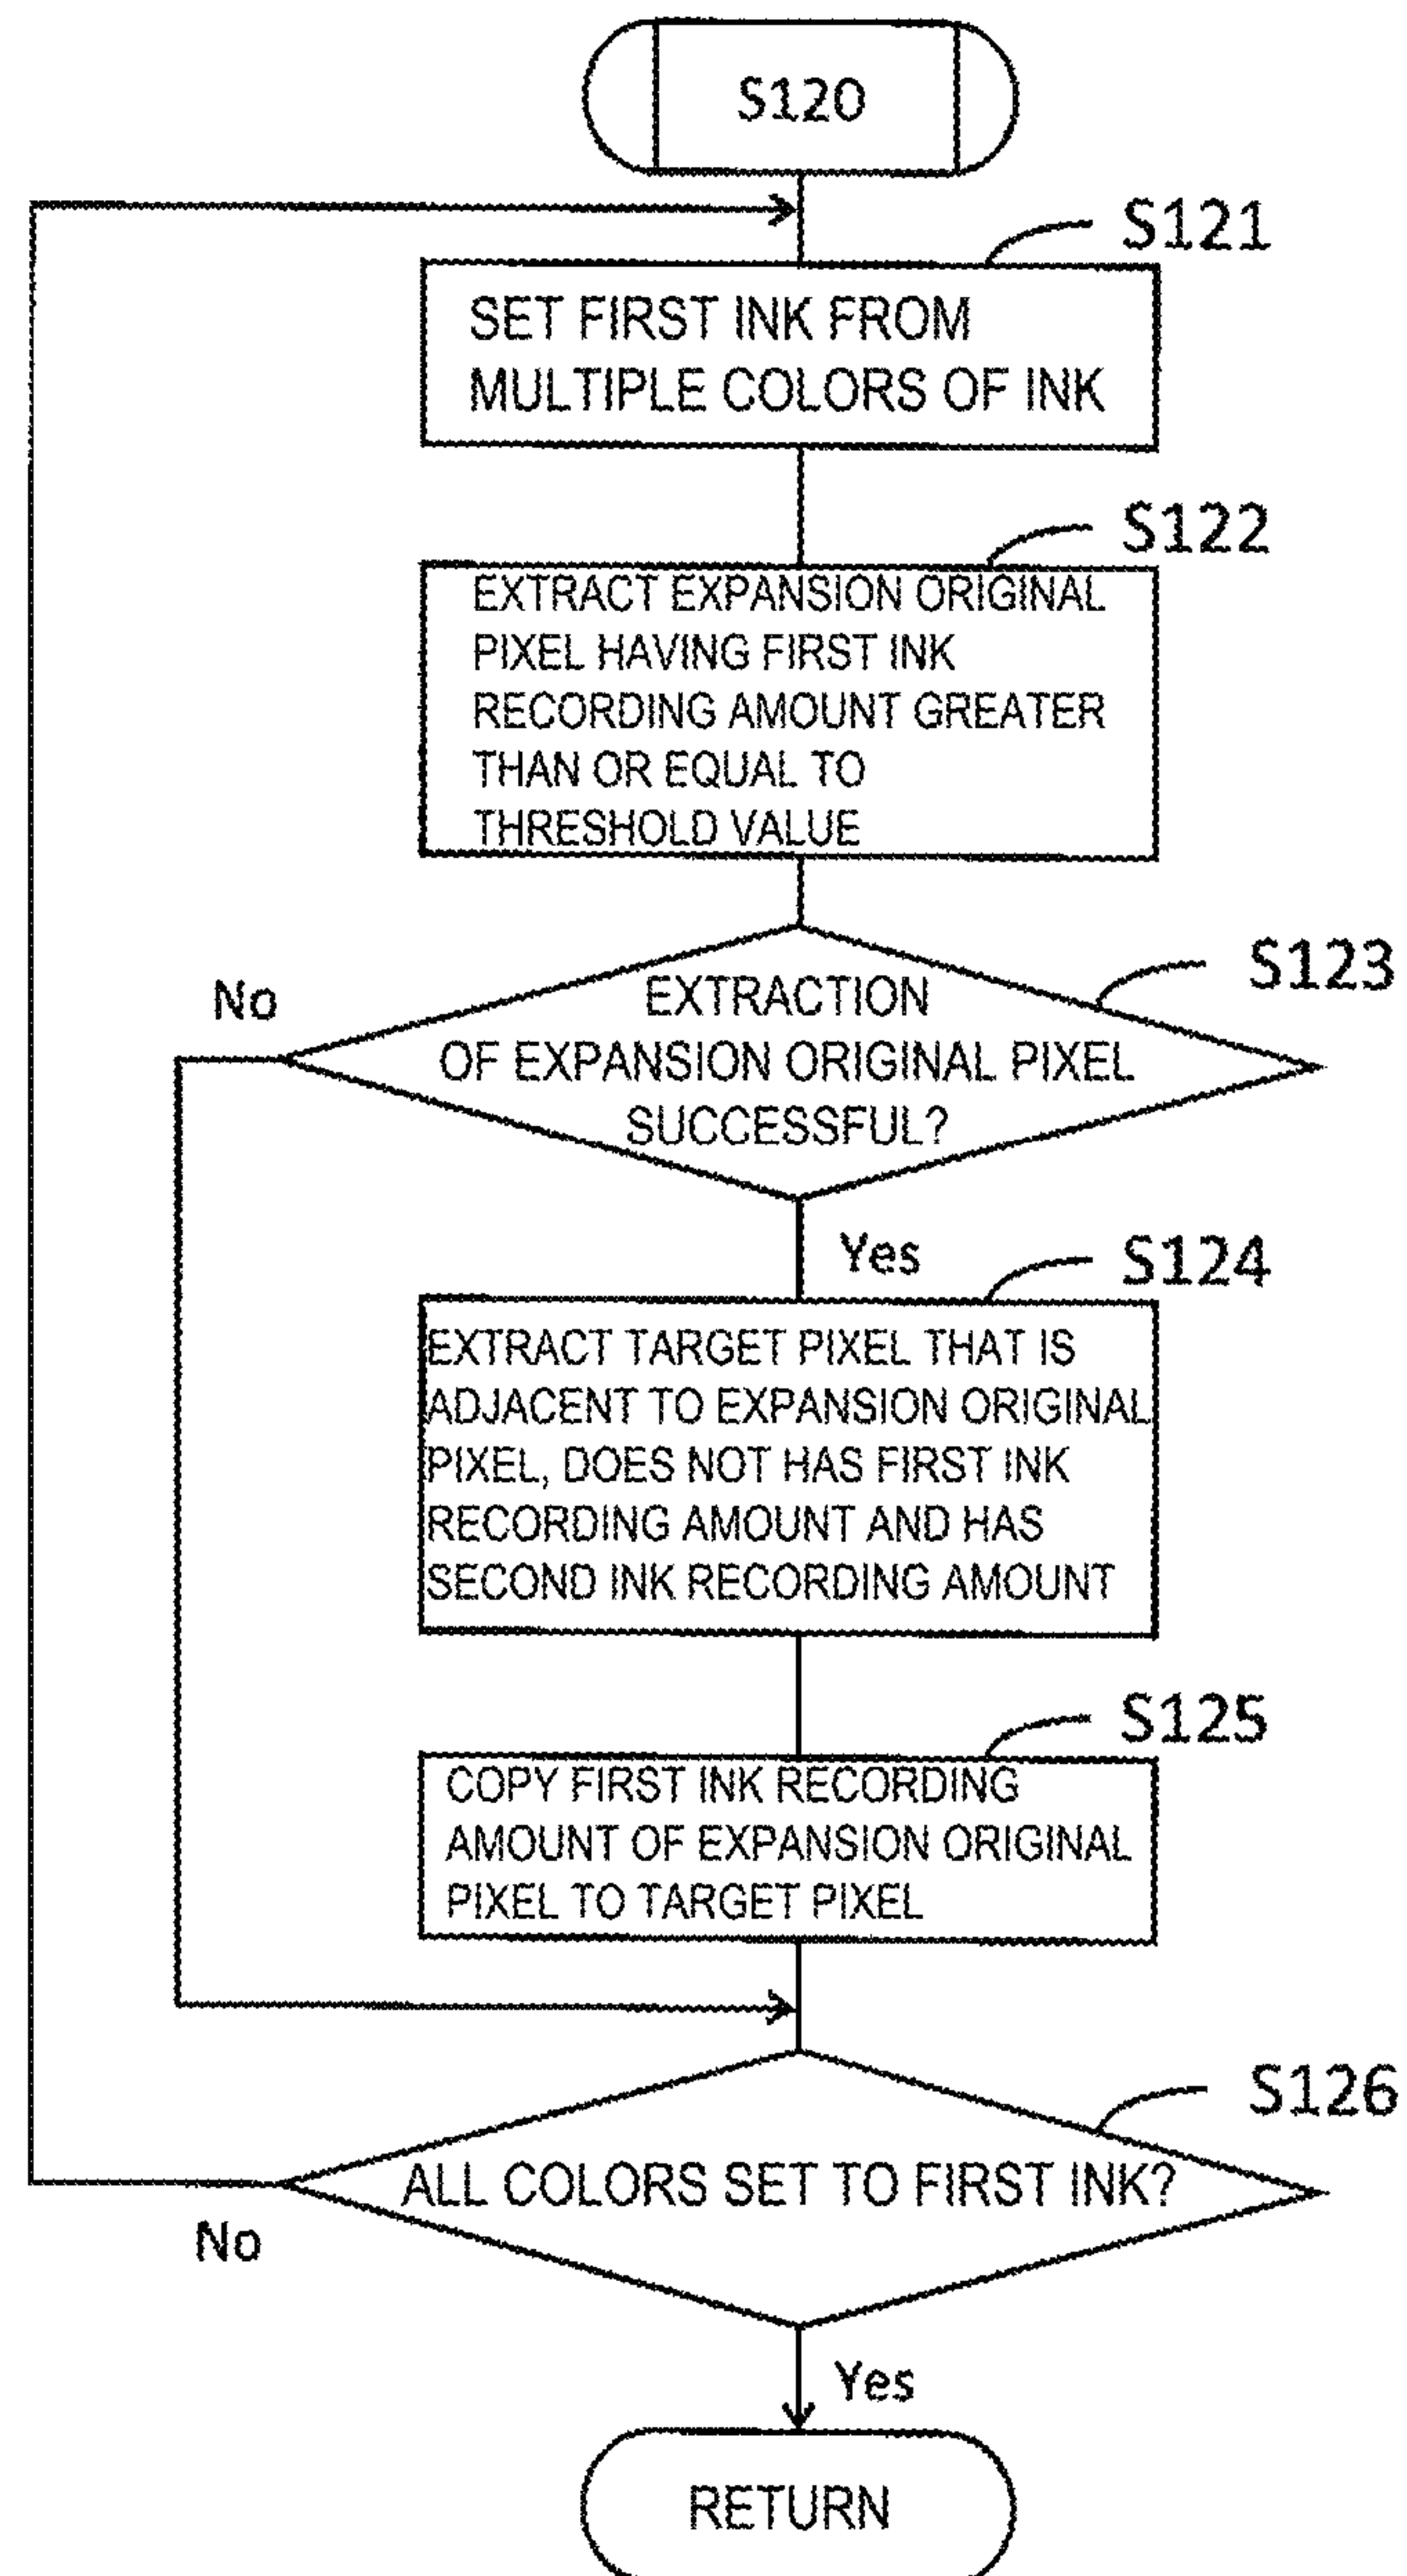 S120
S121
SET FIRST INK FROM
MULTIPLE COLORS OF INK
S122
EXTRACT EXPANSION ORIGINAL
PIXEL HAVING FIRST INK
RECORDING AMOUNT GREATER
THAN OR EQUAL TO
THRESHOLD VALUE
S123
No
EXTRACTION
OF EXPANSION ORIGINAL PIXEL
SUCCESSFUL?
Yes
S124
EXTRACT TARGET PIXEL THAT IS
ADJACENT TO EXPANSION ORIGINAL
PIXEL, DOES NOT HAS FIRST INK
RECORDING AMOUNT AND HAS
SECOND INK RECORDING AMOUNT
S125
COPY FIRST INK RECORDING
AMOUNT OF EXPANSION ORIGINAL
PIXEL TO TARGET PIXEL
S126
ALL COLORS SET TO FIRST INK?
No
Yes
RETURN